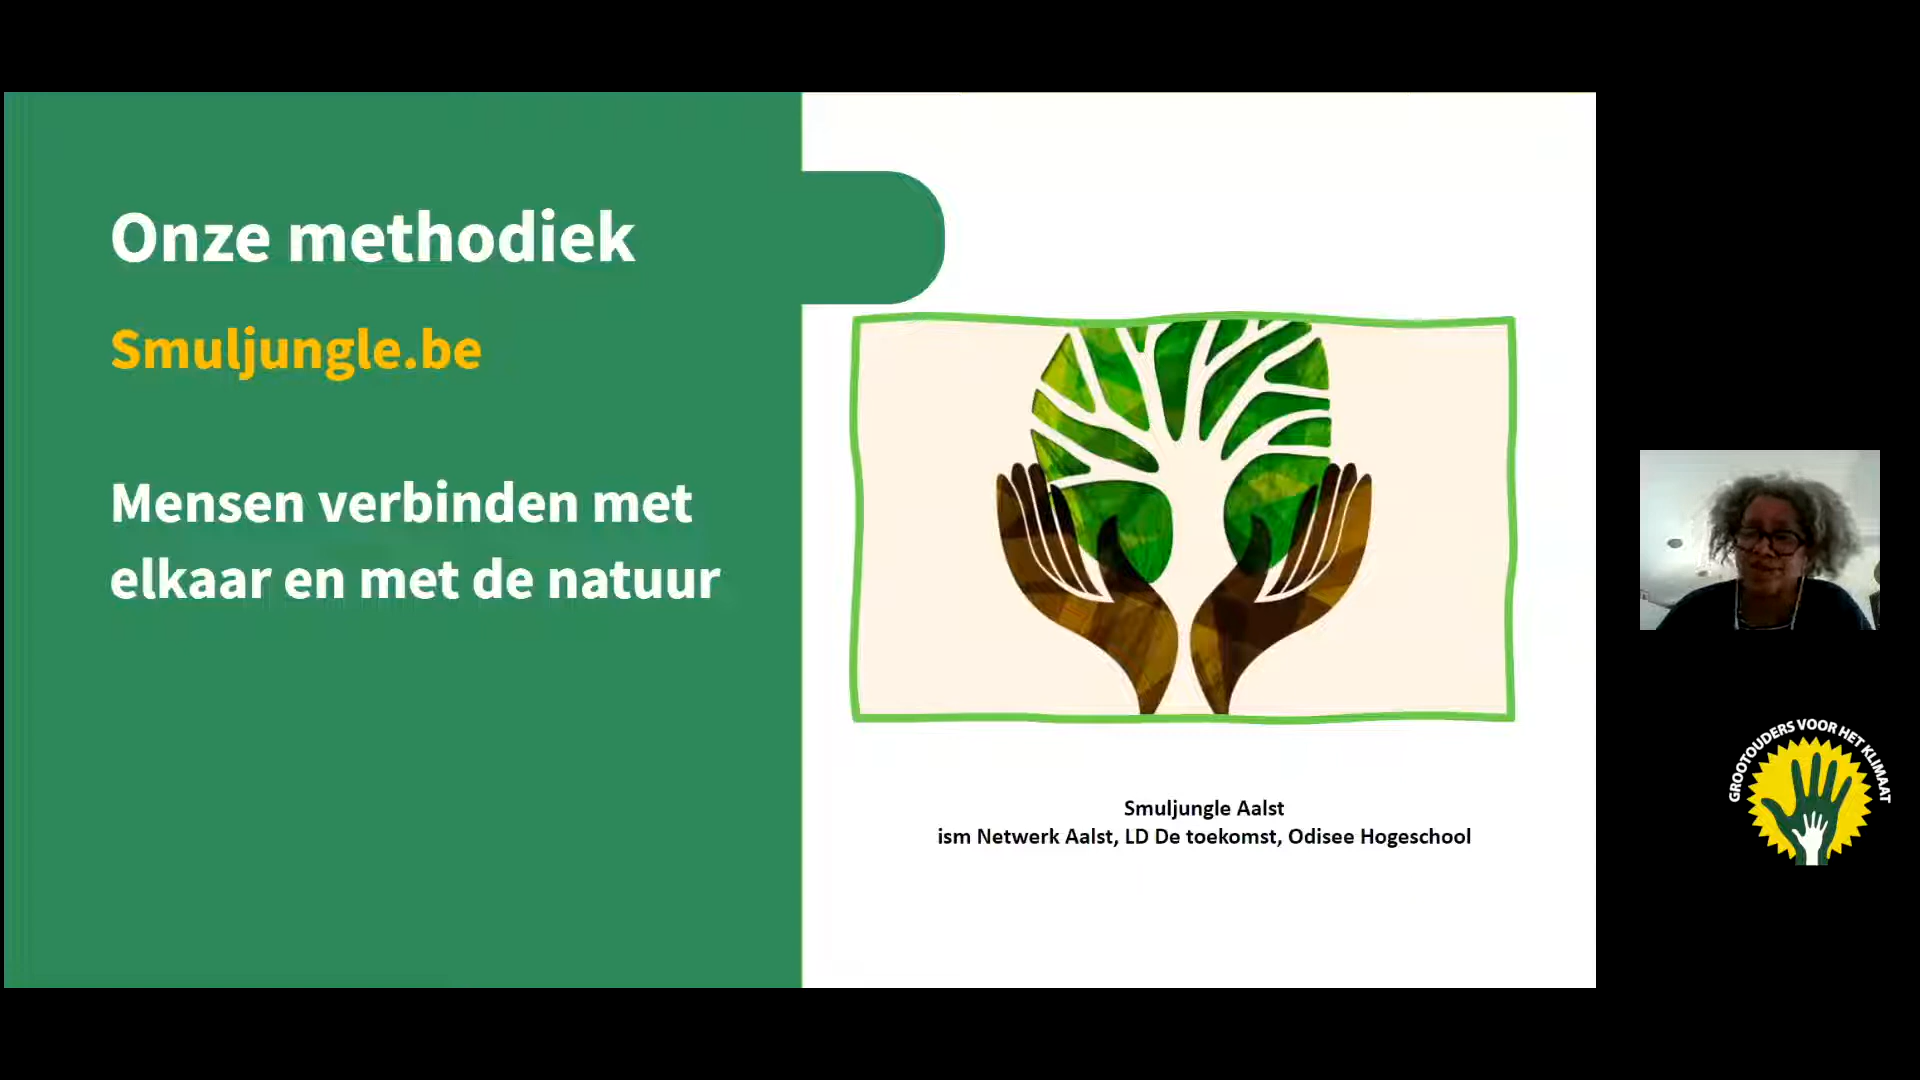 Onze methodiek
Smuljungle.be
Mensen verbinden met
elkaar en met de natuur
Smuljungle Aalst
ism Netwerk Aalst, LD De toekomst, Odisee Hogeschool
GROOTOUDERS VOOR HET KLIMAAT